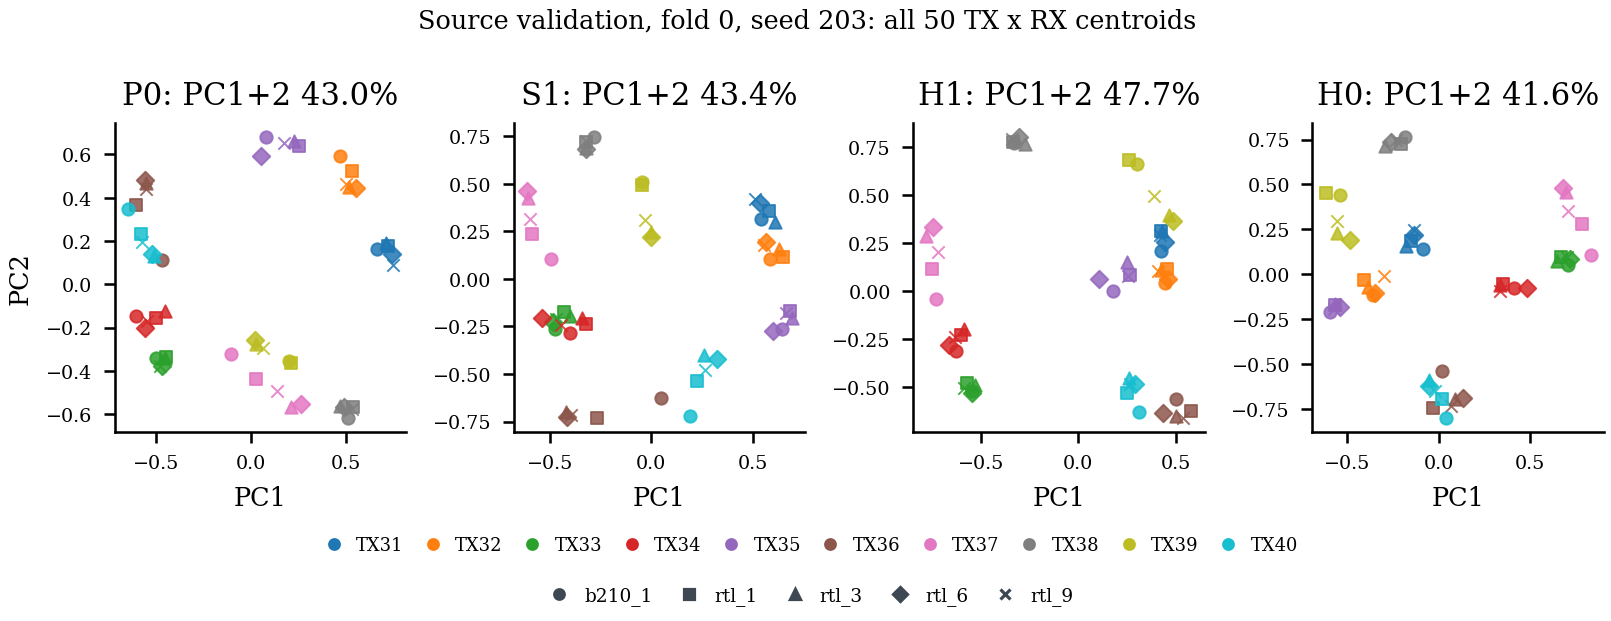 Source validation, fold 0, seed 203: all 50 TX x RX centroids
P0: PC1+2 43.0%
S1: PC1+2 43.4%
H1: PC1+2 47.7%
H0: PC1+2 41.6%
PC2
0.6
0.4
0.2
0.0
−0.2
−0.4
−0.6
−0.5 0.0 0.5
PC1
0.75
0.50
0.25
0.00
−0.25
−0.50
−0.75
−0.5 0.0 0.5
PC1
0.75
0.50
0.25
0.00
−0.25
−0.50
−0.5 0.0 0.5
PC1
0.75
0.50
0.25
0.00
−0.25
−0.50
−0.75
−0.5 0.0 0.5
PC1
TX31 TX32 TX33 TX34 TX35 TX36 TX37 TX38 TX39 TX40
b210_1 rtl_1 rtl_3 rtl_6 rtl_9